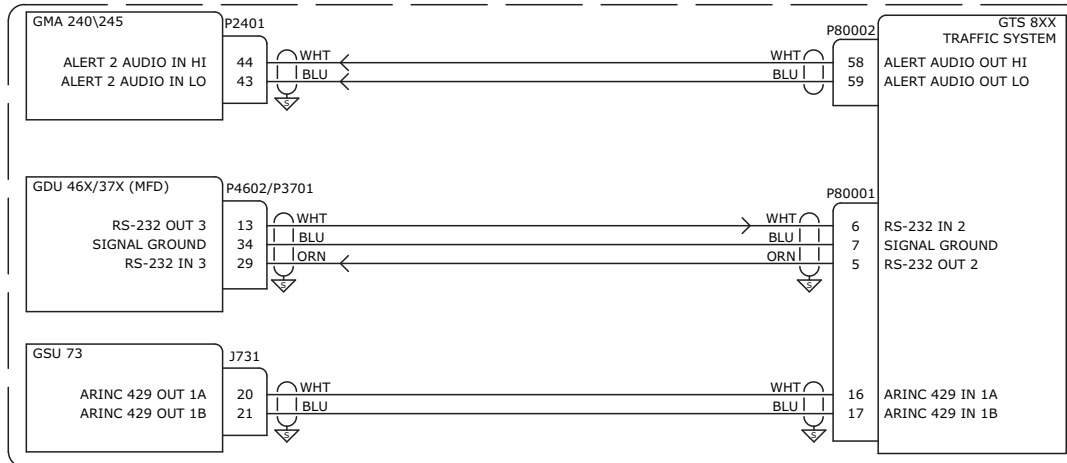 GMA 240\245
P2401
P80002
GTS 8XX
TRAFFIC SYSTEM
ALERT 2 AUDIO IN HI 44 WHT WHT 58 ALERT AUDIO OUT HI
ALERT 2 AUDIO IN LO 43 BLU BLU 59 ALERT AUDIO OUT LO
S
GDU 46X/37X (MFD)
P4602/P3701
P80001
RS-232 OUT 3 13 WHT WHT 6 RS-232 IN 2
SIGNAL GROUND 34 BLU BLU 7 SIGNAL GROUND
RS-232 IN 3 29 ORN ORN 5 RS-232 OUT 2
S S
GSU 73
J731
ARINC 429 OUT 1A 20 WHT WHT 16 ARINC 429 IN 1A
ARINC 429 OUT 1B 21 BLU BLU 17 ARINC 429 IN 1B
S S